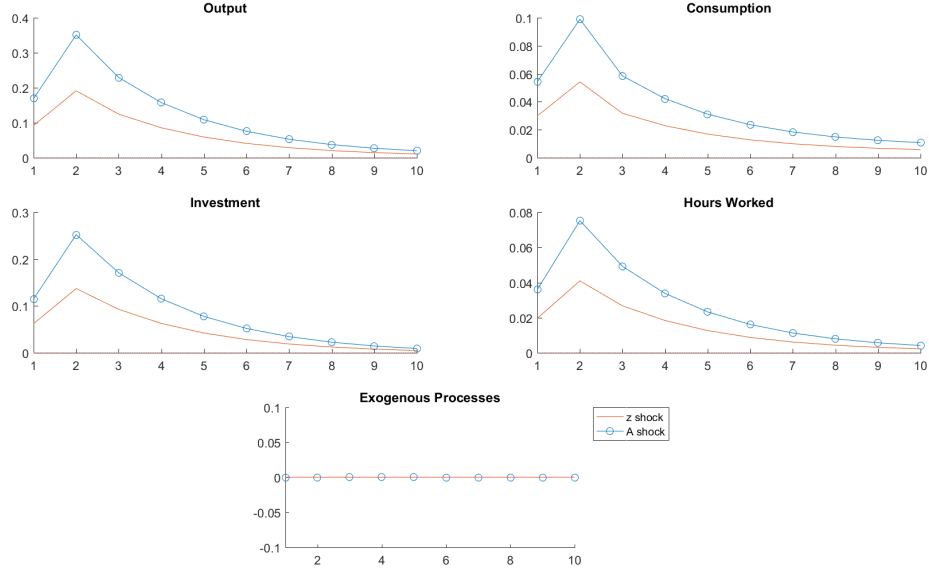 Output
0.4
0.3
0.2
0.1
0
1 2 3 4 5 6 7 8 9 10
Consumption
0.1
0.08
0.06
0.04
0.02
0
1 2 3 4 5 6 7 8 9 10
Investment
0.3
0.2
0.1
0
1 2 3 4 5 6 7 8 9 10
Hours Worked
0.08
0.06
0.04
0.02
0
1 2 3 4 5 6 7 8 9 10
Exogenous Processes
0.1
0.05
0
-0.05
-0.1
2 4 6 8 10
z shock
A shock